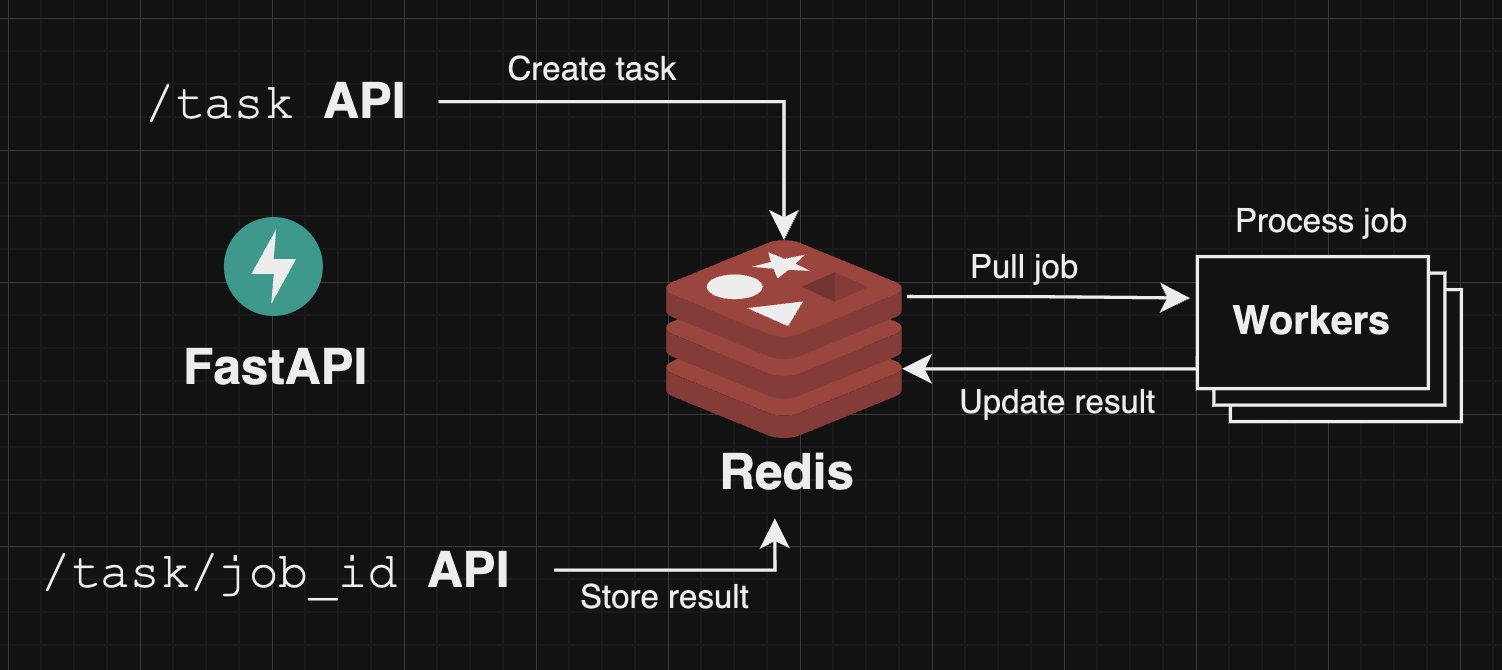 Create task
/task API
Process job
Pull job
Workers
FastAPI
Update result
Redis
/task/job_id API
Store result